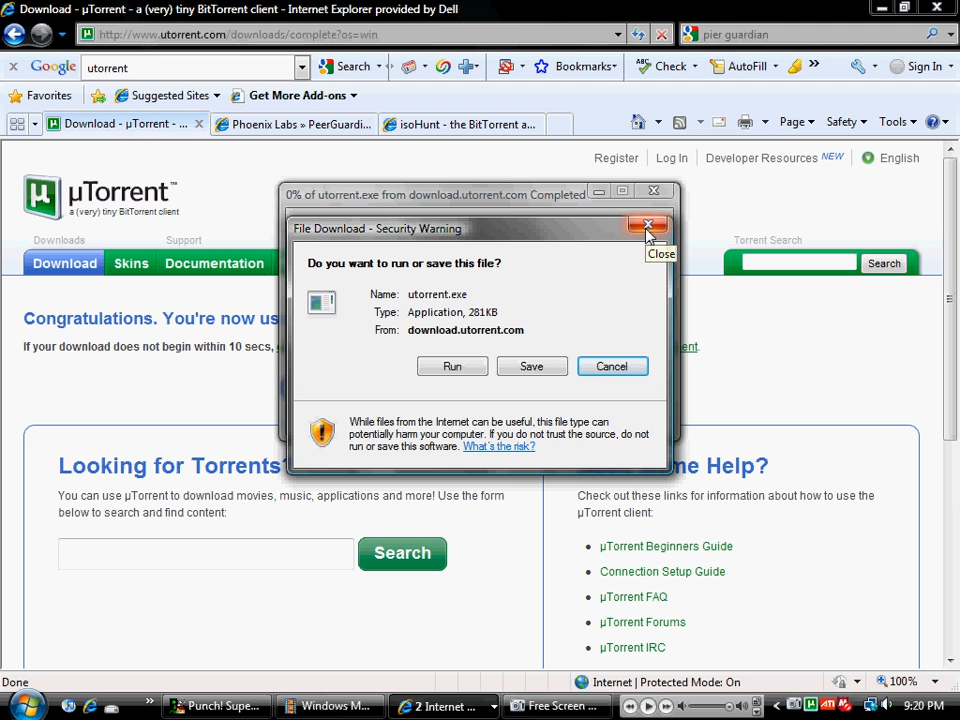 Download - µTorrent - a (very) tiny BitTorrent client - Internet Explorer provided by Dell
http://www.utorrent.com/downloads/complete?os=win
pier guardian
Google
utorrent
Search
Bookmarks
Check
AutoFill
Sign In
Favorites
Suggested Sites
Get More Add-ons
Download - µTorrent - ...
Phoenix Labs » PeerGuardi...
isoHunt - the BitTorrent a...
Page
Safety
Tools
Register
Log In
Developer Resources NEW
English
µTorrent™
a (very) tiny BitTorrent client
Downloads
Support
Torrent Search
Download
Skins
Documentation
Search
0% of utorrent.exe from download.utorrent.com Completed
File Download - Security Warning
Close
Do you want to run or save this file?
Name: utorrent.exe
Type: Application, 281KB
From: download.utorrent.com
Run
Save
Cancel
While files from the Internet can be useful, this file type can
potentially harm your computer. If you do not trust the source, do not
run or save this software. What's the risk?
Congratulations. You're now us
If your download does not begin within 10 secs,
ent.
Looking for Torrents?
You can use µTorrent to download movies, music, applications and more! Use the form
below to search and find content:
Search
me Help?
Check out these links for information about how to use the
µTorrent client:
µTorrent Beginners Guide
Connection Setup Guide
µTorrent FAQ
µTorrent Forums
µTorrent IRC
Done
Internet | Protected Mode: On
100%
Punch! Supe...
Windows M...
2 Internet ...
Free Screen ...
9:20 PM